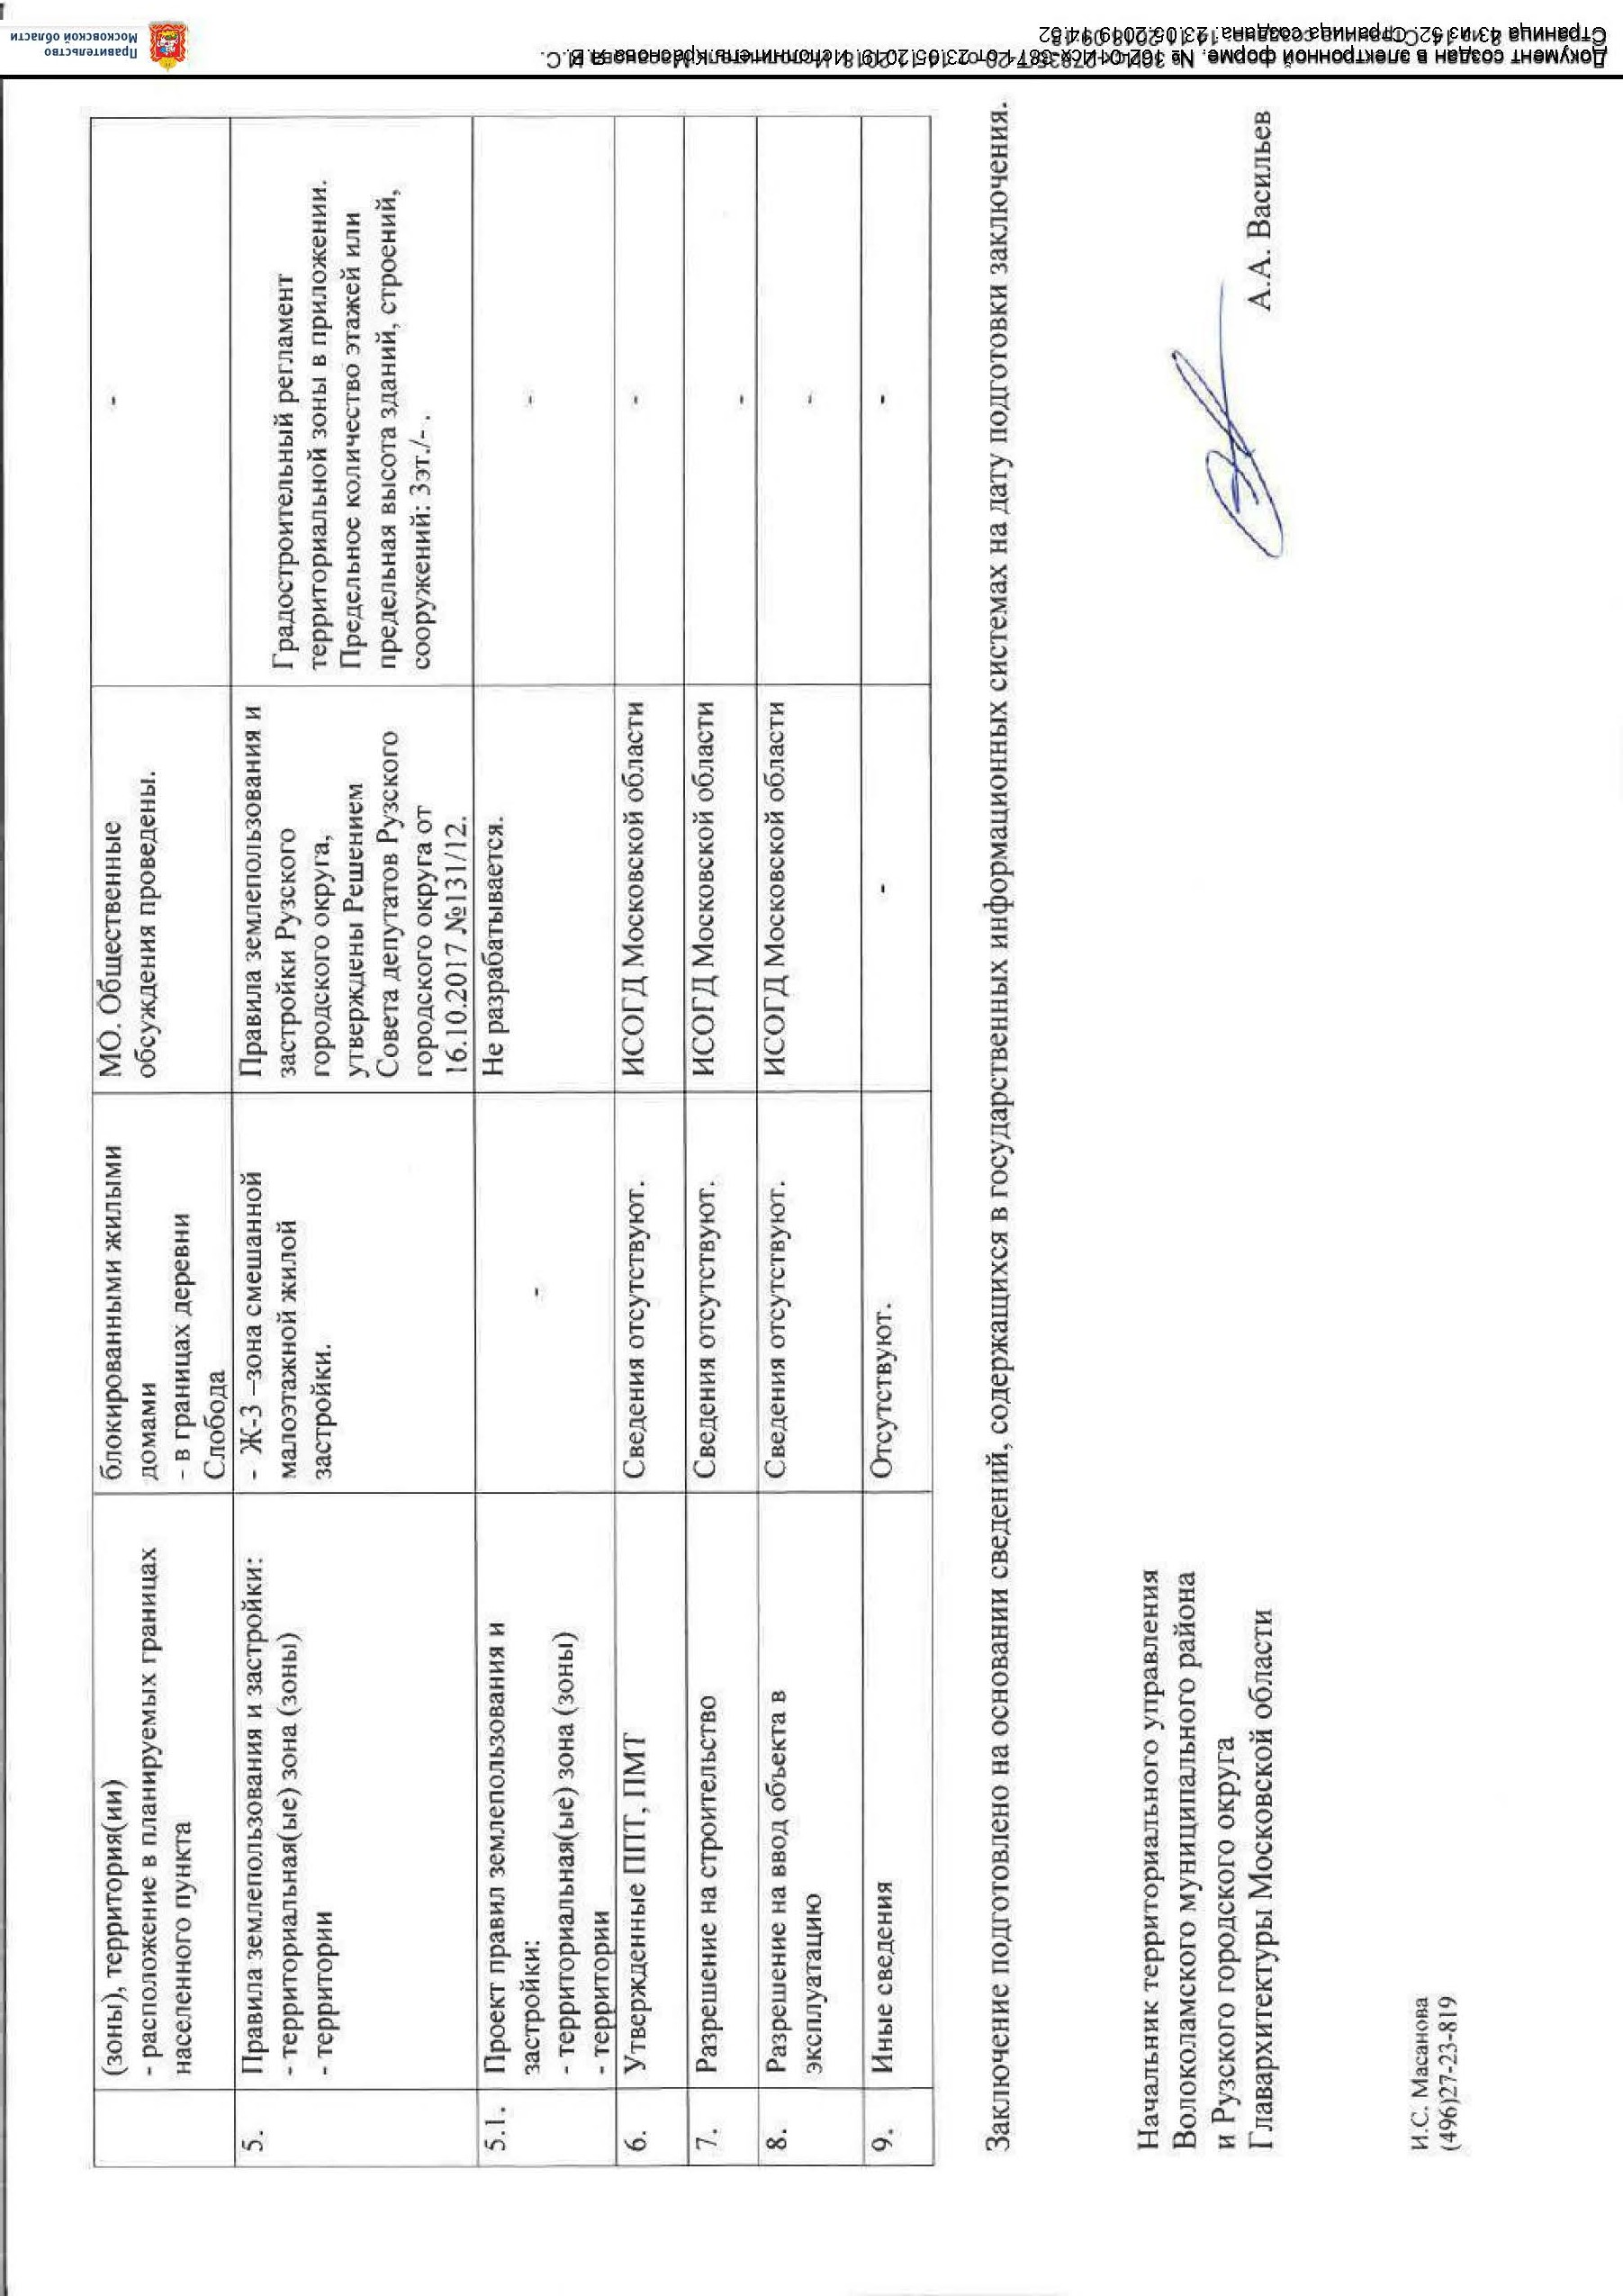 Правительство
Московской области
(зоны), территория(ии)
- расположение в планируемых границах
населенного пункта
блокированными жилыми
домами
- в границах деревни
Слобода
МО. Общественные
обсуждения проведены.
-
5.
Правила землепользования и застройки:
- территориальная(ые) зона (зоны)
- территории
- Ж-3 –зона смешанной
малоэтажной жилой
застройки.
Правила землепользования и
застройки Рузского
городского округа,
утверждены Решением
Совета депутатов Рузского
городского округа от
16.10.2017 №131/12.
Градостроительный регламент
территориальной зоны в приложении.
Предельное количество этажей или
предельная высота зданий, строений,
сооружений: 3эт./- .
5.1.
Проект правил землепользования и
застройки:
- территориальная(ые) зона (зоны)
- территории
-
Не разрабатывается.
-
6.
Утвержденные ППТ, ПМТ
Сведения отсутствуют.
ИСОГД Московской области
-
7.
Разрешение на строительство
Сведения отсутствуют.
ИСОГД Московской области
-
8.
Разрешение на ввод объекта в
эксплуатацию
Сведения отсутствуют.
ИСОГД Московской области
-
9.
Иные сведения
Отсутствуют.
-
-
Заключение подготовлено на основании сведений, содержащихся в государственных информационных системах на дату подготовки заключения.
Начальник территориального управления
Волоколамского муниципального района
и Рузского городского округа
Главархитектуры Московской области
А.А. Васильев
И.С. Масанова
(496)27-23-819
Документ создан в электронной форме. №
Страница